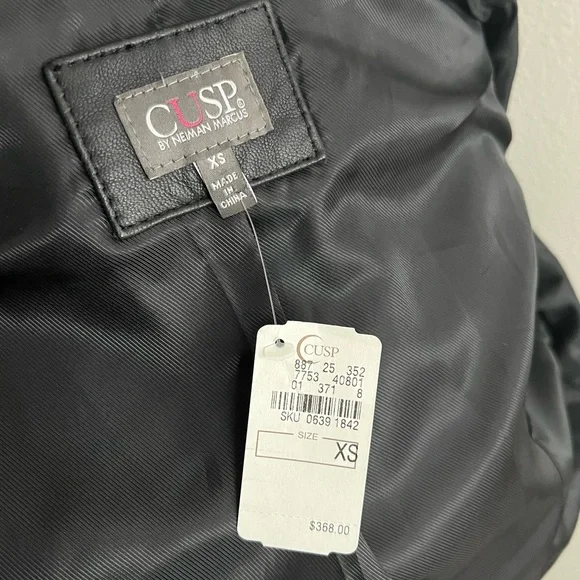 CUSP®
BY NEIMAN MARCUS
XS
MADE
IN
CHINA
CUSP
887 25 352
7753 40801
01 371 8
SKU 0539 1842
SIZE
XS
$368.00